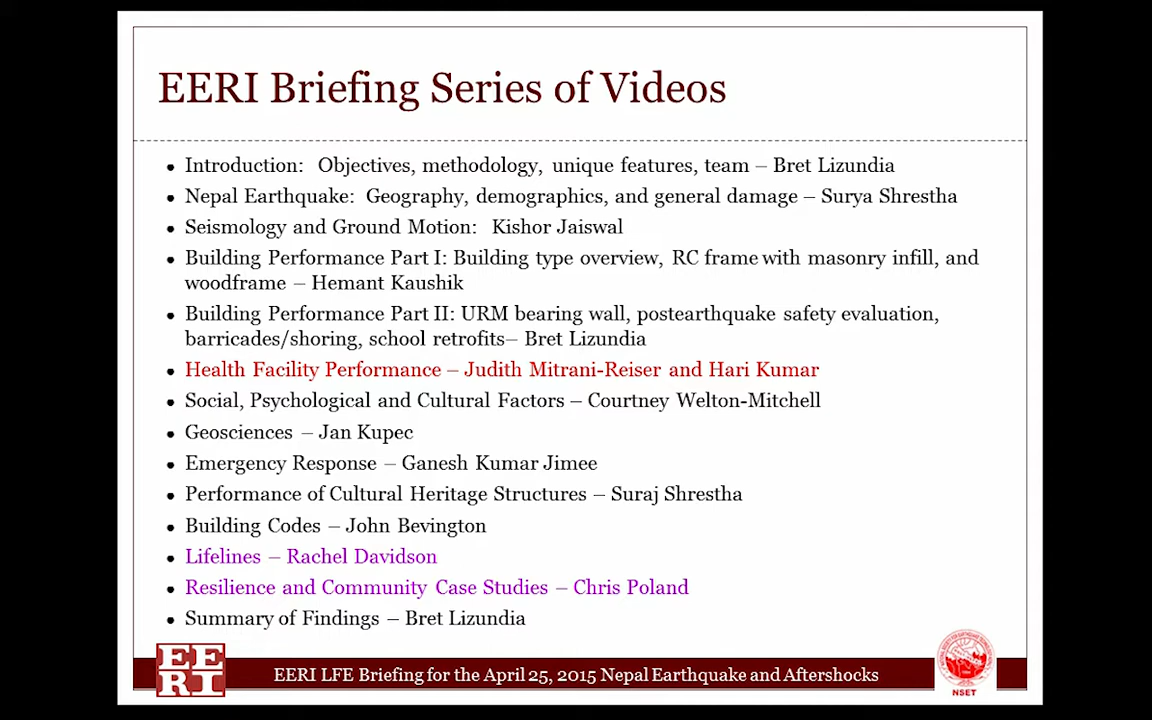 EERI Briefing Series of Videos
• Introduction: Objectives, methodology, unique features, team – Bret Lizundia
• Nepal Earthquake: Geography, demographics, and general damage – Surya Shrestha
• Seismology and Ground Motion: Kishor Jaiswal
• Building Performance Part I: Building type overview, RC frame with masonry infill, and
woodframe – Hemant Kaushik
• Building Performance Part II: URM bearing wall, postearthquake safety evaluation,
barricades/shoring, school retrofits– Bret Lizundia
• Health Facility Performance – Judith Mitrani-Reiser and Hari Kumar
• Social, Psychological and Cultural Factors – Courtney Welton-Mitchell
• Geosciences – Jan Kupec
• Emergency Response – Ganesh Kumar Jimee
• Performance of Cultural Heritage Structures – Suraj Shrestha
• Building Codes – John Bevington
• Lifelines – Rachel Davidson
• Resilience and Community Case Studies – Chris Poland
• Summary of Findings – Bret Lizundia
EE
RI
EERI LFE Briefing for the April 25, 2015 Nepal Earthquake and Aftershocks
NSET